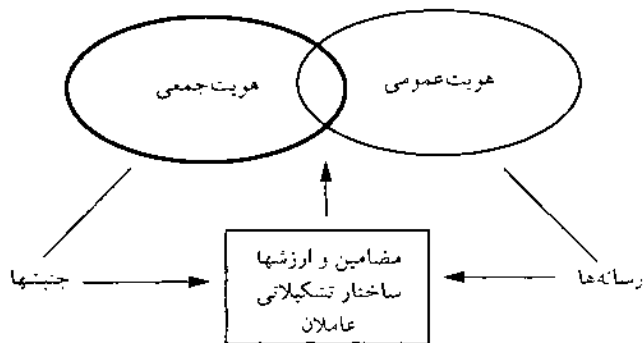 هویت جمعی
هویت عمومی
مضامین و ارزشها
ساختار تشکیلاتی
عاملان
جنبشها
رسانه‌ها